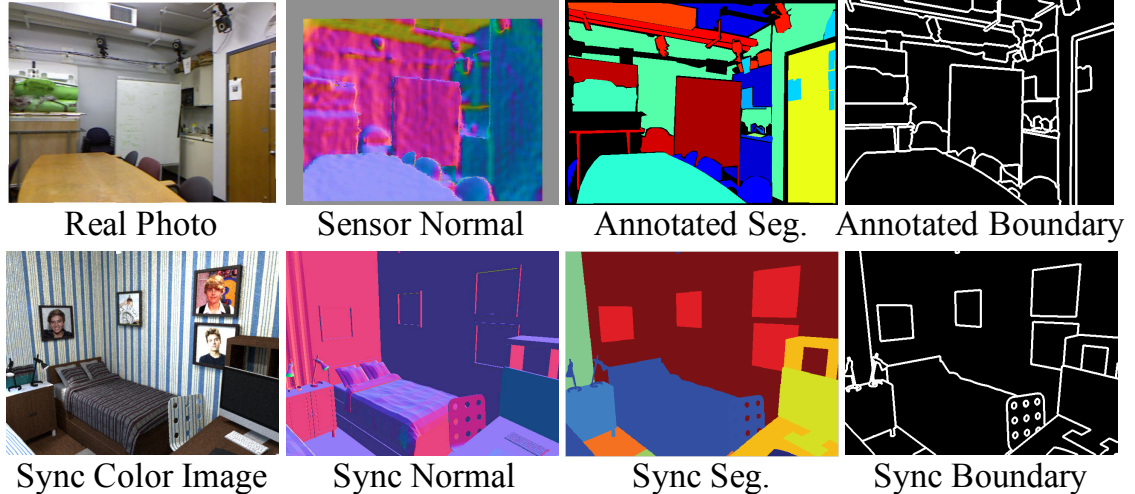 Real Photo
Sensor Normal
Annotated Seg.
Annotated Boundary
Sync Color Image
Sync Normal
Sync Seg.
Sync Boundary